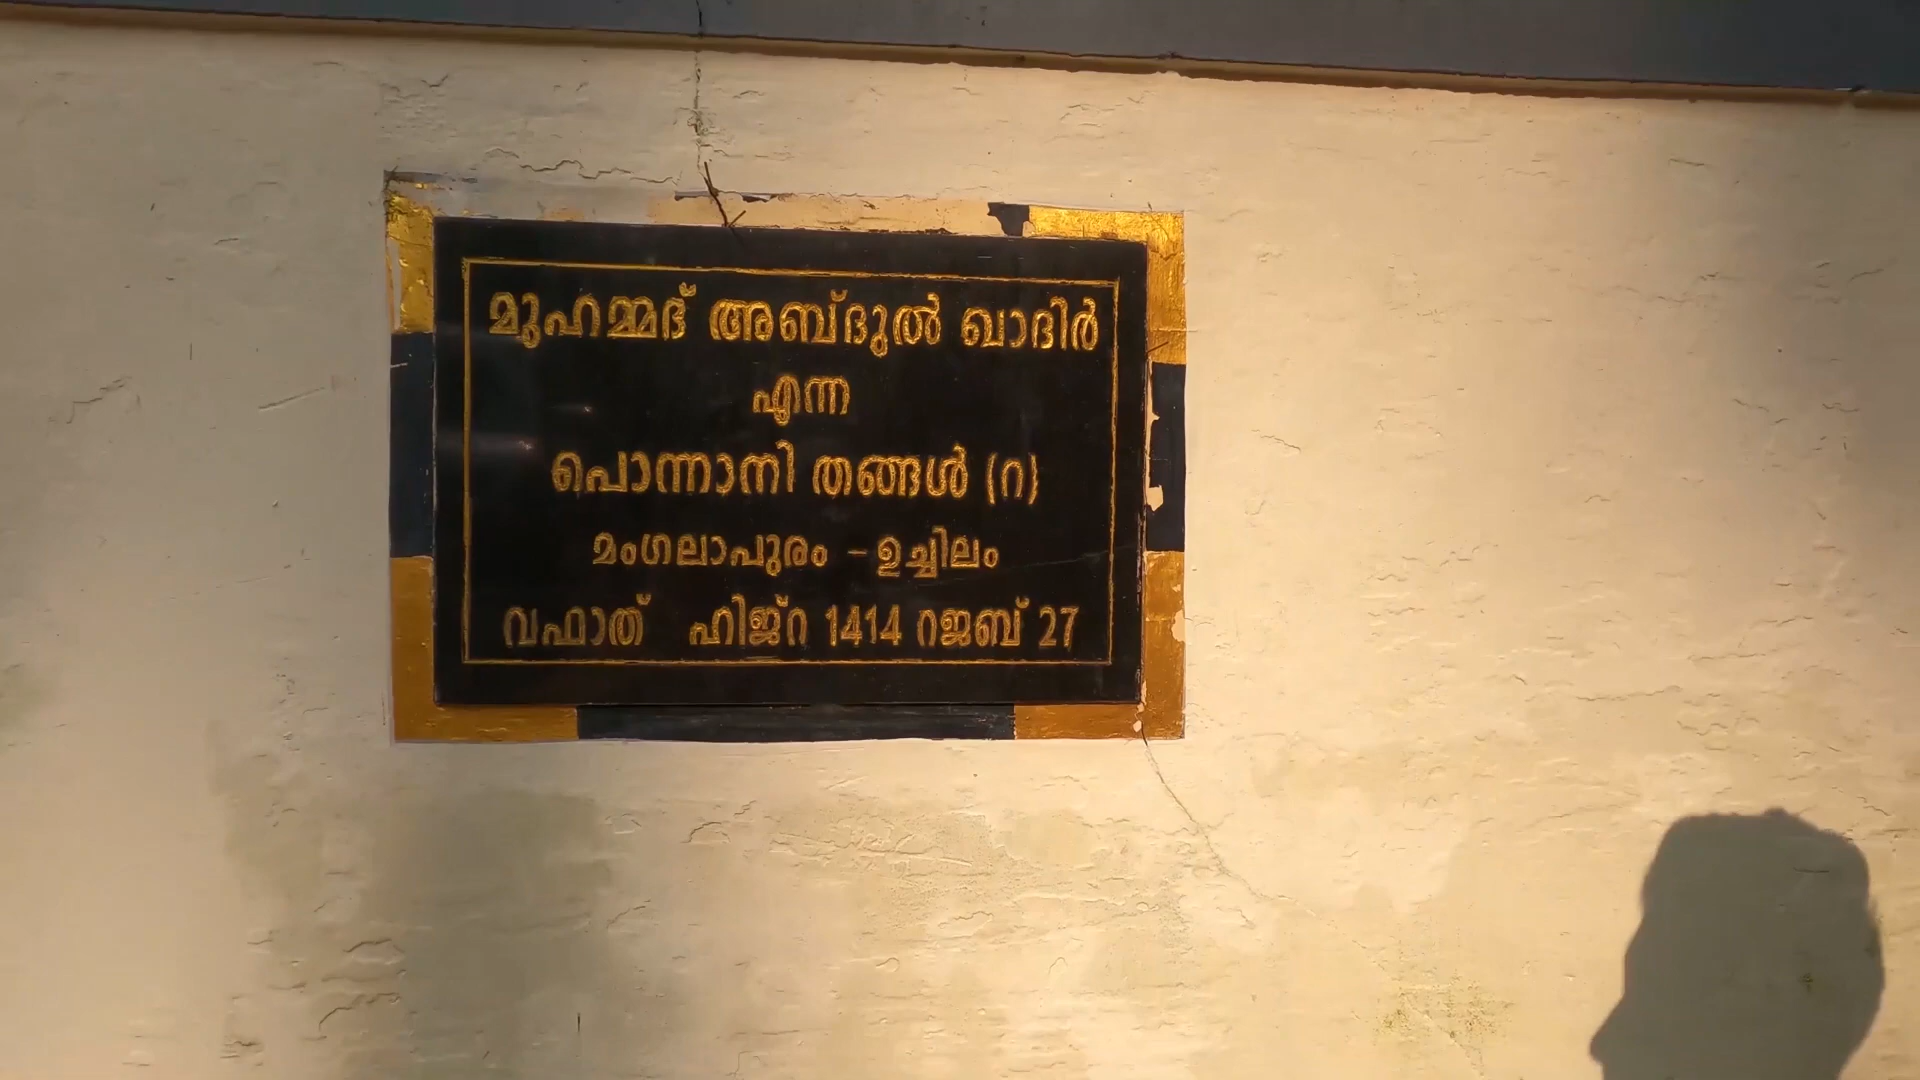 മുഹമ്മദ് അബ്ദുൽ ഖാദിർ
എന്ന
പൊന്നാനി തങ്ങൾ (റ)
മംഗലാപുരം - ഉച്ചിലം
വഫാത് ഹിജ്റ 1414 റജബ് 27